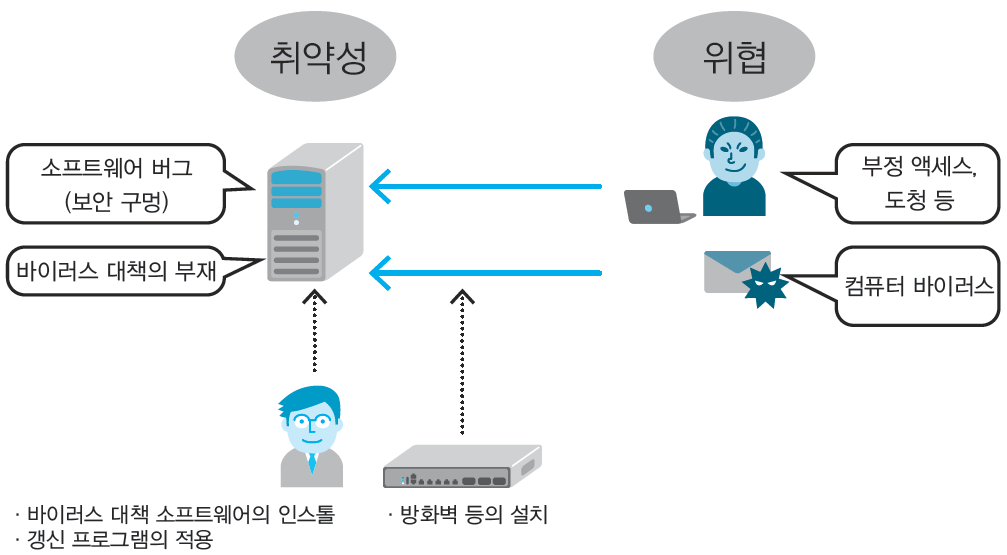 취약성
위협
소프트웨어 버그
(보안 구멍)
바이러스 대책의 부재
부정 액세스,
도청 등
컴퓨터 바이러스
· 바이러스 대책 소프트웨어의 인스톨
· 갱신 프로그램의 적용
· 방화벽 등의 설치